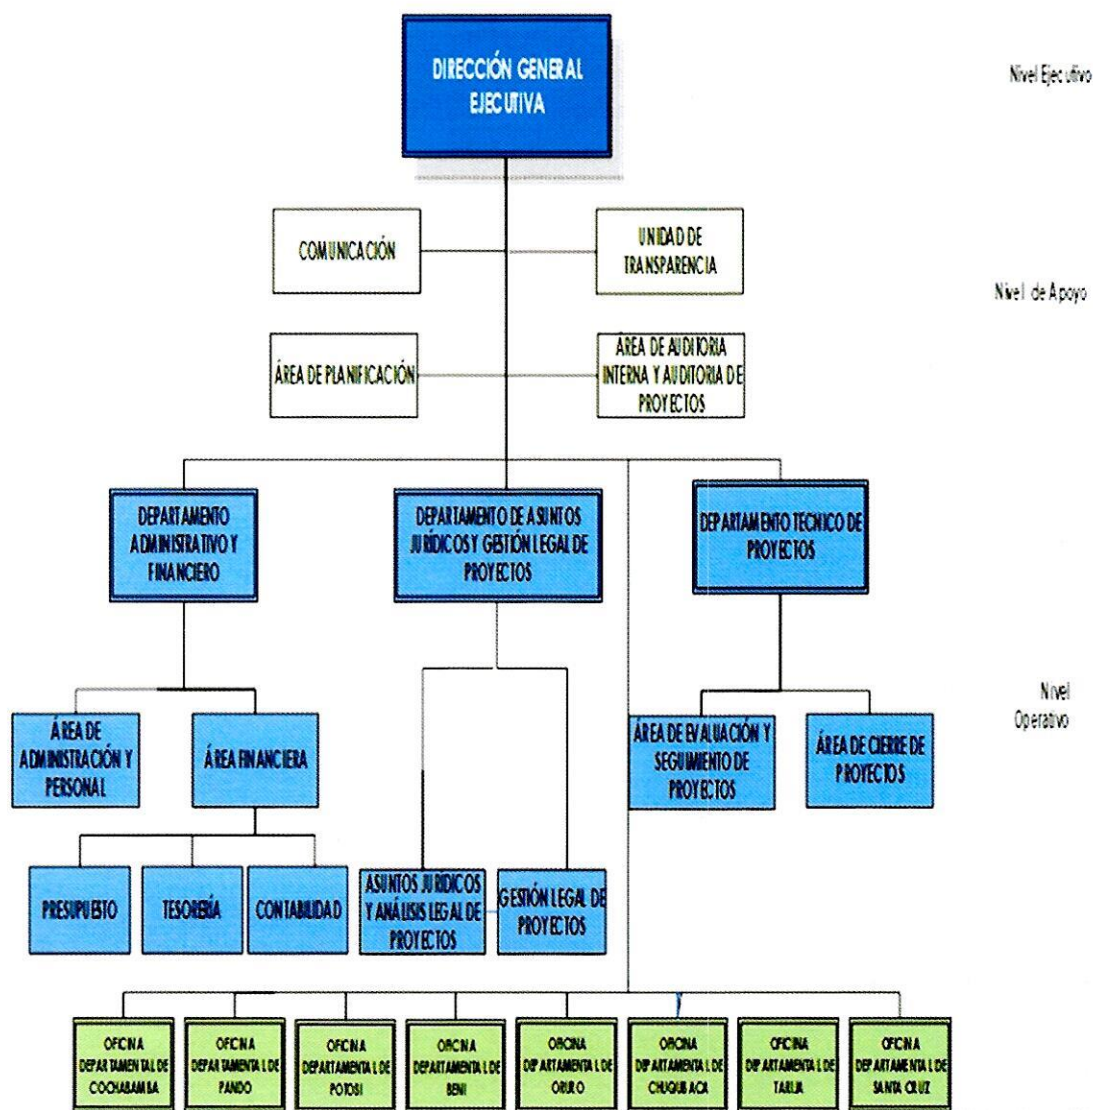 DIRECCIÓN GENERAL
EJECUTIVA
Nivel Ejecutivo
COMUNICACIÓN
UNIDAD DE
TRANSPARENCIA
Nivel de Apoyo
ÁREA DE PLANIFICACIÓN
ÁREA DE AUDITORIA
INTERNA Y AUDITORIA DE
PROYECTOS
DEPARTAMENTO
ADMINISTRATIVO Y
FINANCIERO
DEPARTAMENTO DE ASUNTOS
JURÍDICOS Y GESTIÓN LEGAL DE
PROYECTOS
DEPARTAMENTO TÉCNICO DE
PROYECTOS
Nivel
Operativo
ÁREA DE
ADMINISTRACIÓN Y
PERSONAL
ÁREA FINANCIERA
ÁREA DE EVALUACIÓN Y
SEGUIMIENTO DE
PROYECTOS
ÁREA DE CIERRE DE
PROYECTOS
PRESUPUESTO
TESORERÍA
CONTABILIDAD
ASUNTOS JURIDICOS
Y ANÁLISIS LEGAL DE
PROYECTOS
GESTIÓN LEGAL DE
PROYECTOS
OFICINA
DEPARTAMENTAL DE
COCHABAMBA
OFICINA
DEPARTAMENTAL DE
PANDO
OFICINA
DEPARTAMENTAL DE
POTOSI
OFICINA
DEPARTAMENTAL DE
BENI
OFICINA
DEPARTAMENTAL DE
ORURO
OFICINA
DEPARTAMENTAL DE
CHUQUISACA
OFICINA
DEPARTAMENTAL DE
TARIJA
OFICINA
DEPARTAMENTAL DE
SANTA CRUZ